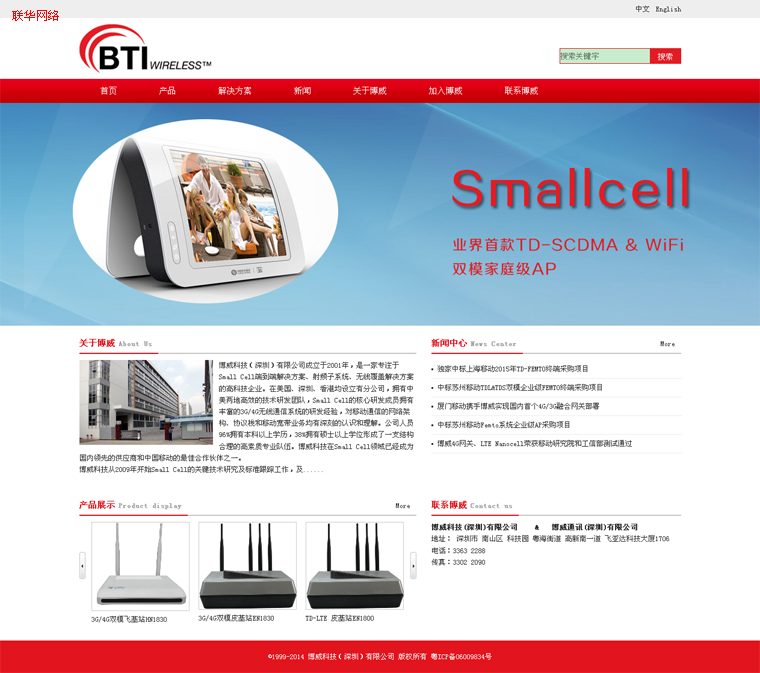 联华网络
中文 English
BTI WIRELESS™
搜索关键字 搜索
首页 产品 解决方案 新闻 关于博威 加入博威 联系博威
Smallcell
业界首款TD-SCDMA & WiFi
双模家庭级AP
关于博威 About Us
博威科技(深圳)有限公司成立于2001年,是一家专注于
Small Cell端到端解决方案、射频子系统、无线覆盖解决方案
的高科技企业。在美国、深圳、香港均设立有分公司,拥有中
美两地高效的技术研发团队,Small Cell的核心研发成员拥有
丰富的3G/4G无线通信系统的研发经验,对移动通信的网络架
构、协议栈和移动宽带业务均有深刻的认识和理解。公司人员
96%拥有本科以上学历,38%拥有硕士以上学位形成了一支结构
合理的高素质专业队伍。博威科技在Small Cell领域已经成为
国内领先的供应商和中国移动的最佳合作伙伴之一。
博威科技从2009年开始Small Cell的关键技术研究及标准跟踪工作,及......
新闻中心 News Center More
独家中标上海移动2015年TD-FEMTO终端采购项目
中标苏州移动TDLATDS双模企业级FEMTO终端采购项目
厦门移动携手博威实现国内首个4G/3G融合网关部署
中标苏州移动Femto系统企业级AP采购项目
博威4G网关、LTE Nanocell荣获移动研究院和工信部测试通过
产品展示 Product display More
3G/4G双模飞基站HN1830
3G/4G双模皮基站EN1830
TD-LTE 皮基站EN1800
联系博威 Contact us
博威科技(深圳)有限公司 & 博威通讯(深圳)有限公司
地址: 深圳市 南山区 科技园 粤海街道 高新南一道 飞亚达科技大厦1706
电话:3363 2288
传真:3302 2090
©1999-2014 博威科技(深圳)有限公司 版权所有 粤ICP备06009834号